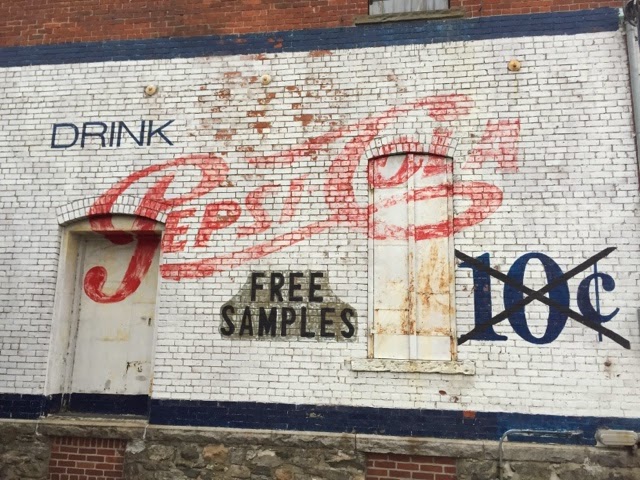 DRINK
PEPSI-COLA
FREE
SAMPLES
10¢